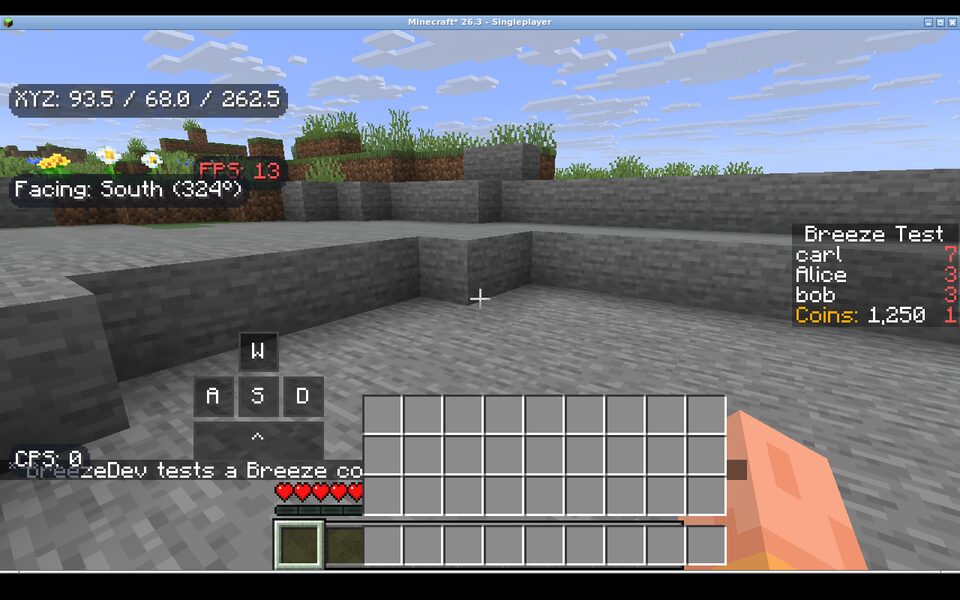 Minecraft* 26.3 - Singleplayer
XYZ: 93.5 / 68.0 / 262.5
FPS: 13
Facing: South (324°)
Breeze Test
carl 7
Alice 3
bob 3
Coins: 1,250 1
W
A S D
^
CPS: 0
BreezeDev tests a Breeze co